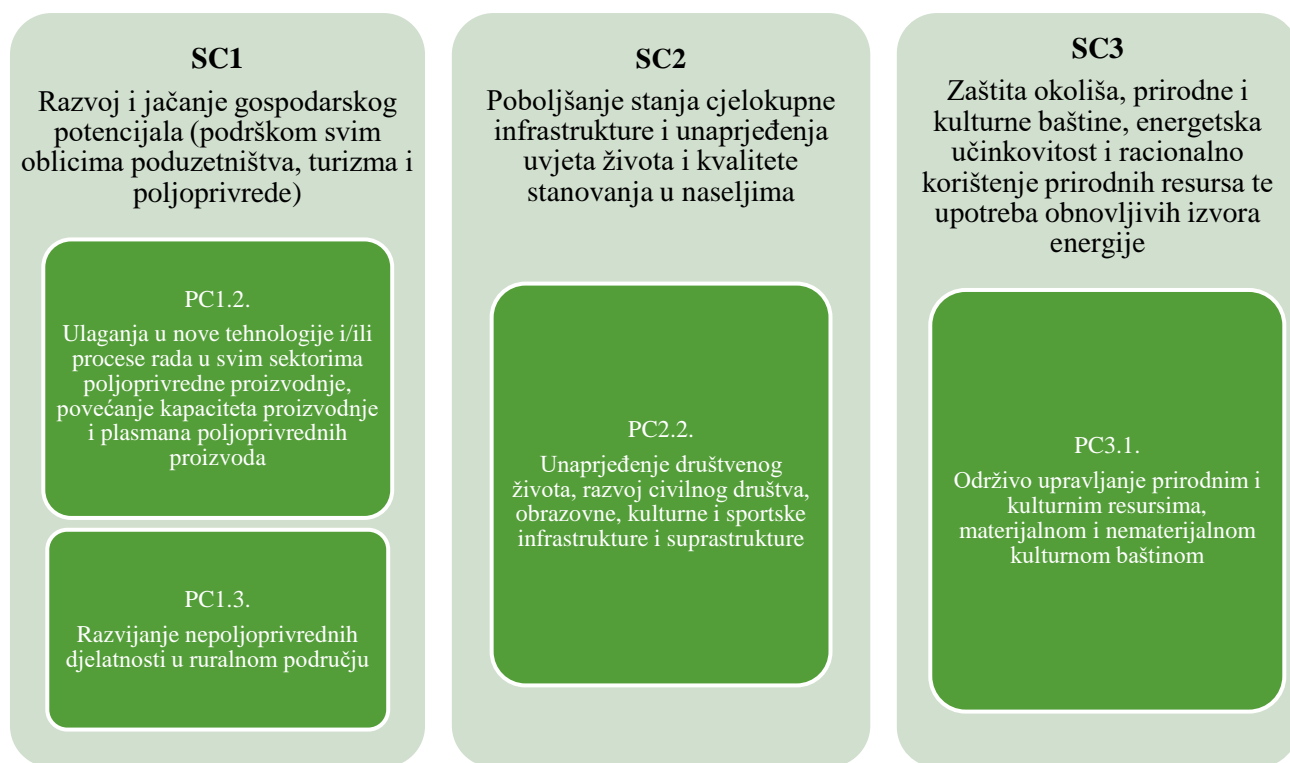 SC1
Razvoj i jačanje gospodarskog
potencijala (podrškom svim
oblicima poduzetništva, turizma i
poljoprivrede)
PC1.2.
Ulaganja u nove tehnologije i/ili
procese rada u svim sektorima
poljoprivredne proizvodnje,
povećanje kapaciteta proizvodnje
i plasmana poljoprivrednih
proizvoda
PC1.3.
Razvijanje nepoljoprivrednih
djelatnosti u ruralnom području
SC2
Poboljšanje stanja cjelokupne
infrastrukture i unaprjeđenja
uvjeta života i kvalitete
stanovanja u naseljima
PC2.2.
Unaprjeđenje društvenog
života, razvoj civilnog društva,
obrazovne, kulturne i sportske
infrastrukture i suprastrukture
SC3
Zaštita okoliša, prirodne i
kulturne baštine, energetska
učinkovitost i racionalno
korištenje prirodnih resursa te
upotreba obnovljivih izvora
energije
PC3.1.
Održivo upravljanje prirodnim i
kulturnim resursima,
materijalnom i nematerijalnom
kulturnom baštinom